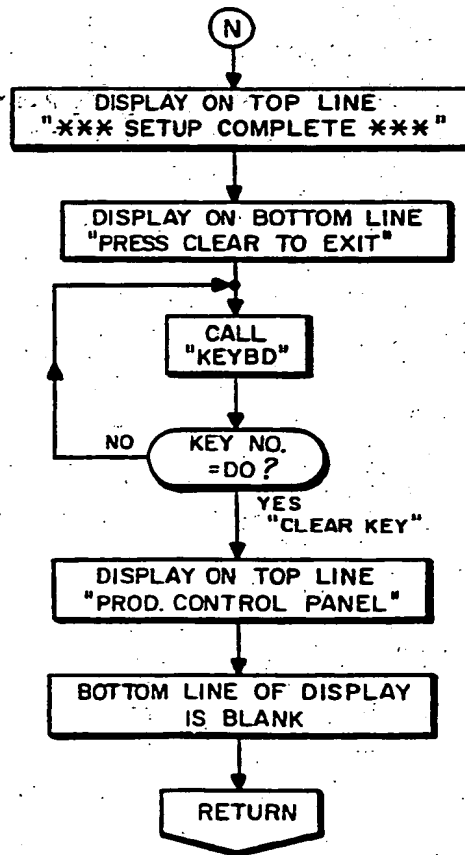 N
DISPLAY ON TOP LINE
"*** SETUP COMPLETE ***"
DISPLAY ON BOTTOM LINE
"PRESS CLEAR TO EXIT"
CALL
"KEYBD"
NO
KEY NO.
=DO?
YES
"CLEAR KEY"
DISPLAY ON TOP LINE
"PROD. CONTROL PANEL"
BOTTOM LINE OF DISPLAY
IS BLANK
RETURN